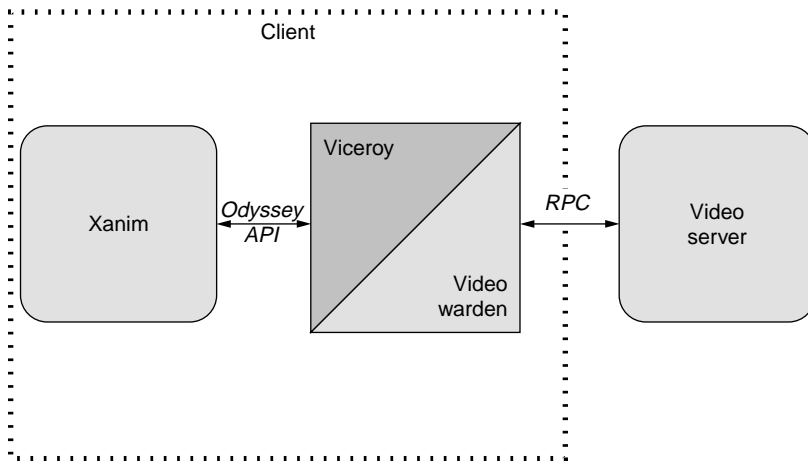 Client
Xanim
Odyssey
API
Viceroy
Video
warden
RPC
Video
server